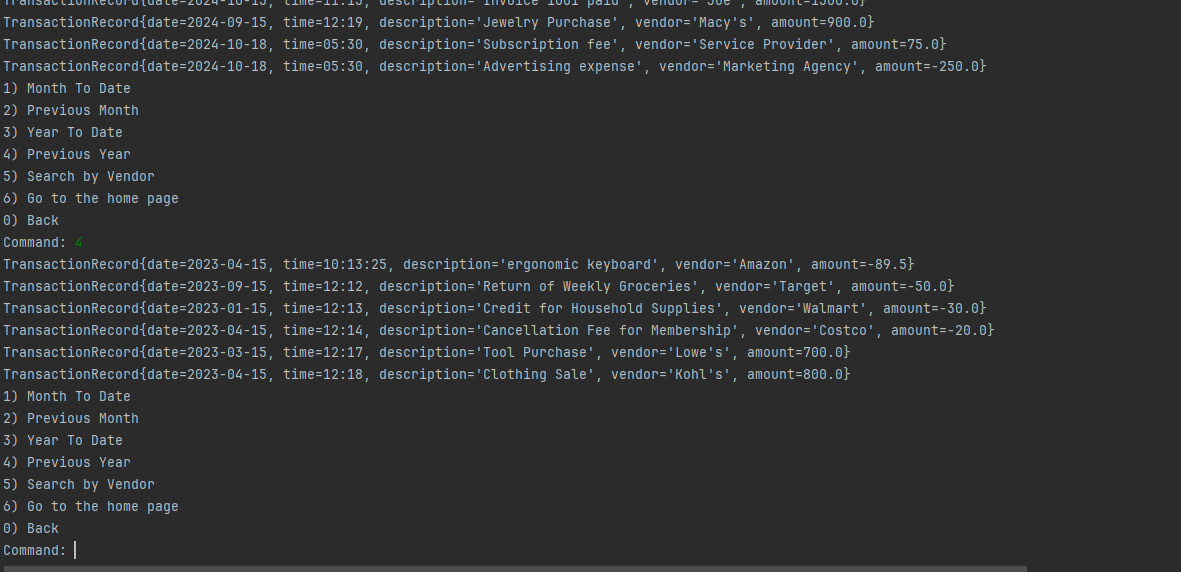 TransactionRecord{date=2024-10-15, time=11:15, description='Invoice Tool paid', vendor='Joe', amount=1500.0}
TransactionRecord{date=2024-09-15, time=12:19, description='Jewelry Purchase', vendor='Macy's', amount=900.0}
TransactionRecord{date=2024-10-18, time=05:30, description='Subscription fee', vendor='Service Provider', amount=75.0}
TransactionRecord{date=2024-10-18, time=05:30, description='Advertising expense', vendor='Marketing Agency', amount=-250.0}
1) Month To Date
2) Previous Month
3) Year To Date
4) Previous Year
5) Search by Vendor
6) Go to the home page
0) Back
Command: 4
TransactionRecord{date=2023-04-15, time=10:13:25, description='ergonomic keyboard', vendor='Amazon', amount=-89.5}
TransactionRecord{date=2023-09-15, time=12:12, description='Return of Weekly Groceries', vendor='Target', amount=-50.0}
TransactionRecord{date=2023-01-15, time=12:13, description='Credit for Household Supplies', vendor='Walmart', amount=-30.0}
TransactionRecord{date=2023-04-15, time=12:14, description='Cancellation Fee for Membership', vendor='Costco', amount=-20.0}
TransactionRecord{date=2023-03-15, time=12:17, description='Tool Purchase', vendor='Lowe's', amount=700.0}
TransactionRecord{date=2023-04-15, time=12:18, description='Clothing Sale', vendor='Kohl's', amount=800.0}
1) Month To Date
2) Previous Month
3) Year To Date
4) Previous Year
5) Search by Vendor
6) Go to the home page
0) Back
Command: